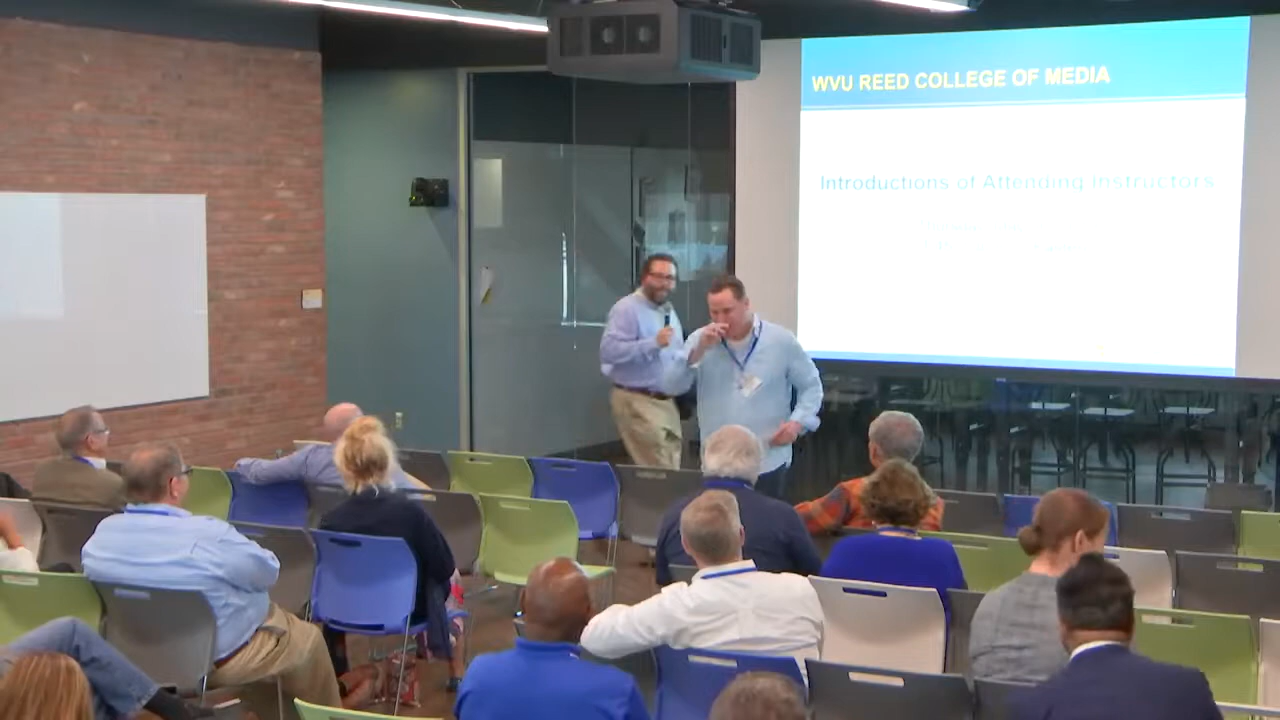 WVU REED COLLEGE OF MEDIA
Introductions of Attending Instructors